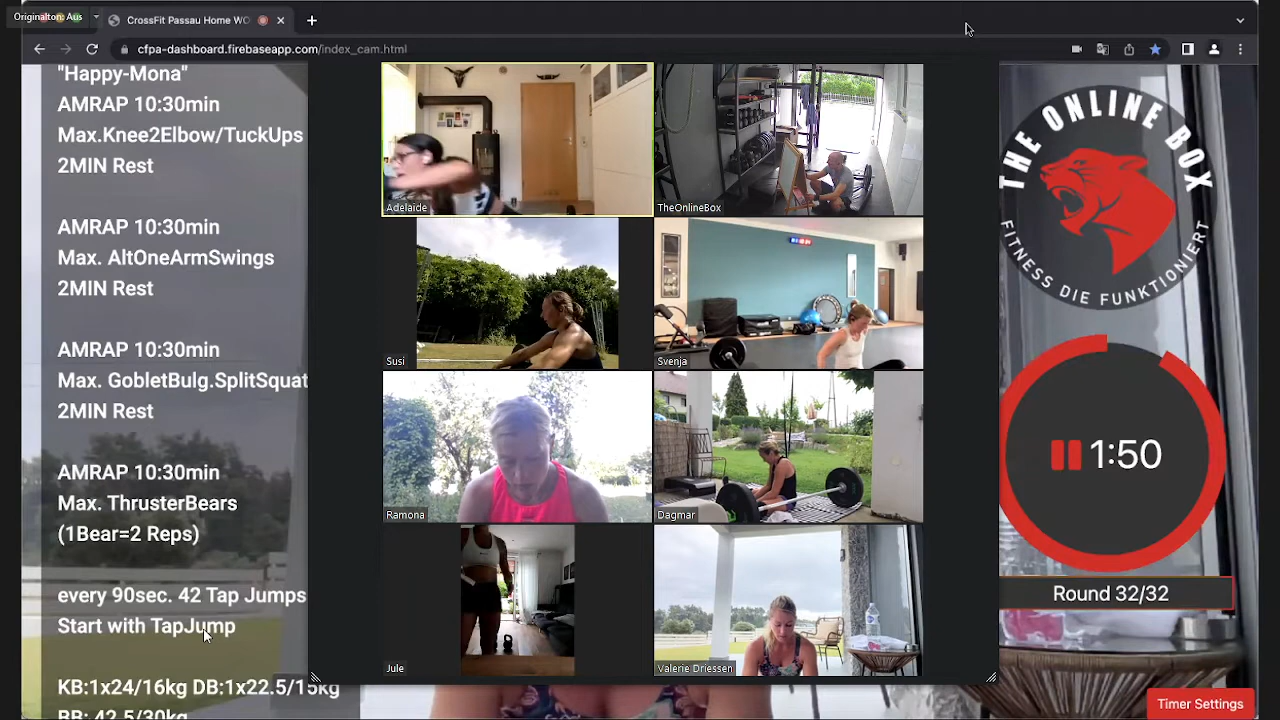 Originalton: Aus
CrossFit Passau Home WO
cfpa-dashboard.firebaseapp.com/index_cam.html
"Happy-Mona"
AMRAP 10:30min
Max.Knee2Elbow/TuckUps
2MIN Rest
AMRAP 10:30min
Max. AltOneArmSwings
2MIN Rest
AMRAP 10:30min
Max. GobletBulg.SplitSquat
2MIN Rest
AMRAP 10:30min
Max. ThrusterBears
(1Bear=2 Reps)
every 90sec. 42 Tap Jumps
Start with TapJump
KB:1x24/16kg DB:1x22.5/15kg
BB: 42.5/30kg
Adelaide
TheOnlineBox
Susi
Svenja
Ramona
Dagmar
Jule
Valerie Driessen
THE ONLINE BOX
FITNESS DIE FUNKTIONIERT
1:50
Round 32/32
Timer Settings